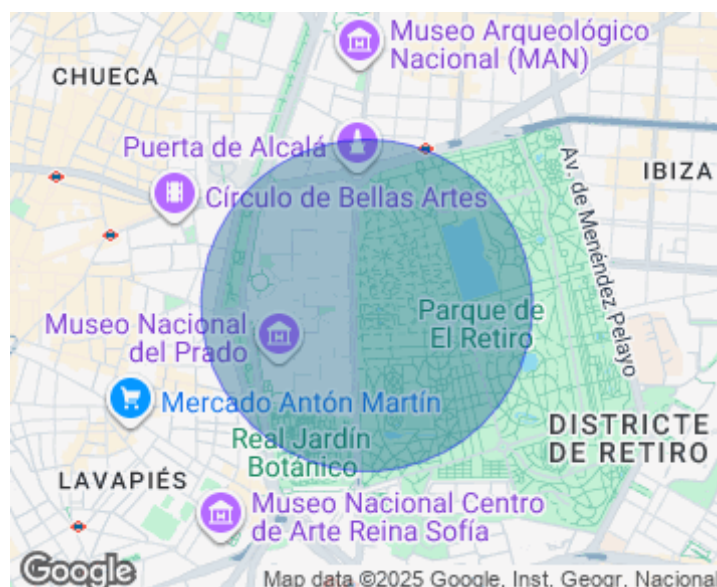 Museo Arqueológico
Nacional (MAN)
CHUECA
Puerta de Alcalá
IBIZA
Círculo de Bellas Artes
Av. de Menéndez Pelayo
Parque de
El Retiro
Museo Nacional
del Prado
Mercado Antón Martín
DISTRICTE
DE RETIRO
Real Jardín
Botánico
LAVAPIÉS
Museo Nacional Centro
de Arte Reina Sofía
Google
Map data ©2025 Google, Inst. Geogr. Nacional